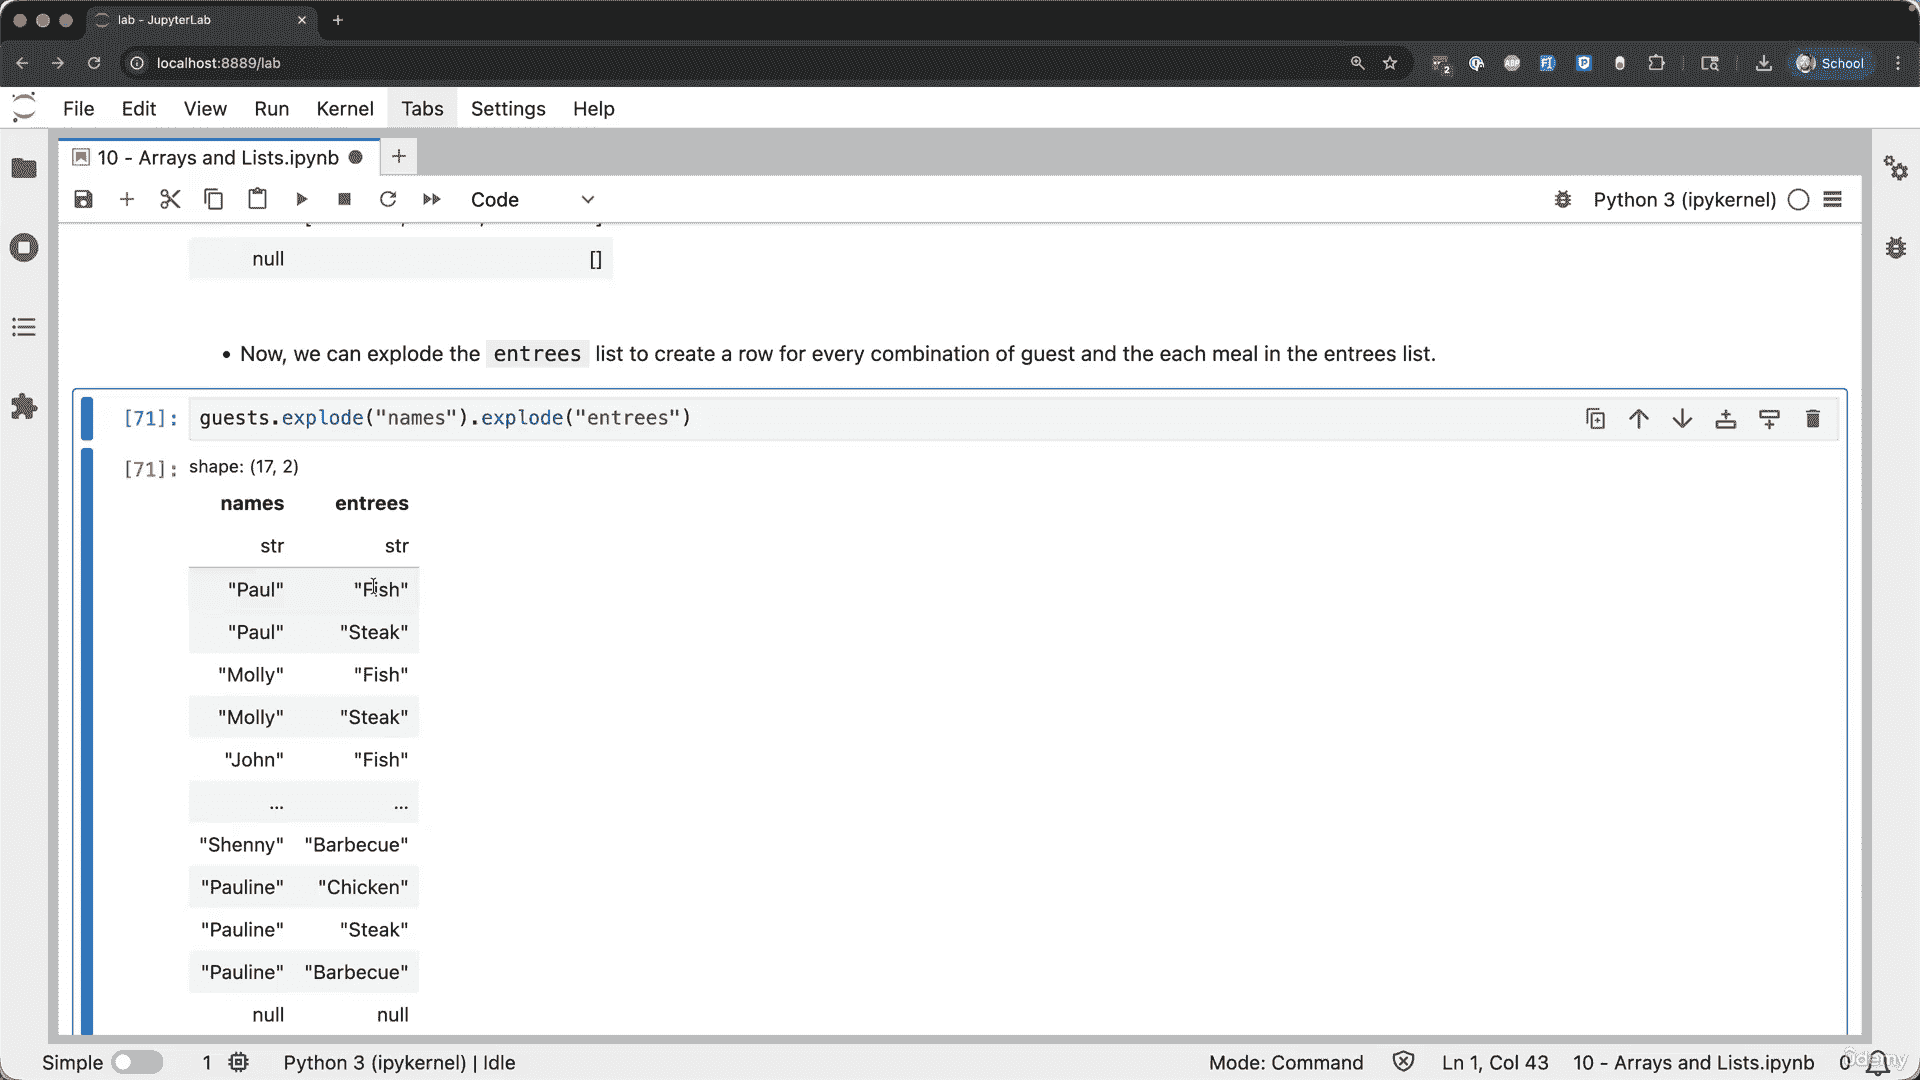 lab - JupyterLab
localhost:8889/lab
2
ABP
School
File Edit View Run Kernel Tabs Settings Help
10 - Arrays and Lists.ipynb
Code
Python 3 (ipykernel)
null []
• Now, we can explode the entrees list to create a row for every combination of guest and the each meal in the entrees list.
[71]: guests.explode("names").explode("entrees")
[71]: shape: (17, 2)
names entrees
str str
"Paul" "Fish"
"Paul" "Steak"
"Molly" "Fish"
"Molly" "Steak"
"John" "Fish"
... ...
"Shenny" "Barbecue"
"Pauline" "Chicken"
"Pauline" "Steak"
"Pauline" "Barbecue"
null null
Simple 1 Python 3 (ipykernel) | Idle Mode: Command Ln 1, Col 43 10 - Arrays and Lists.ipynb 0
udemy